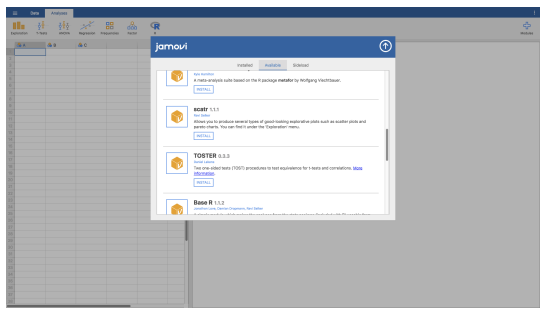 Data
Analyses
Exploration
T-Tests
ANOVA
Regression
Frequencies
Factor
R
Modules
A
B
C
jamovi
Installed
Available
Sideload
A meta-analysis suite based on the R package metafor by Wolfgang Viechtbauer.
INSTALL
scatr 1.1.1
Ravi Selker
Allows you to produce several types of good-looking explorative plots such as scatter plots and
pareto charts. You can find it under the 'Exploration' menu.
INSTALL
TOSTER 0.3.3
Daniel Lakens
Two one-sided tests (TOST) procedures to test equivalence for t-tests and correlations. More
information.
INSTALL
Base R 1.1.2
Jonathon Love, Damian Dropmann, Ravi Selker